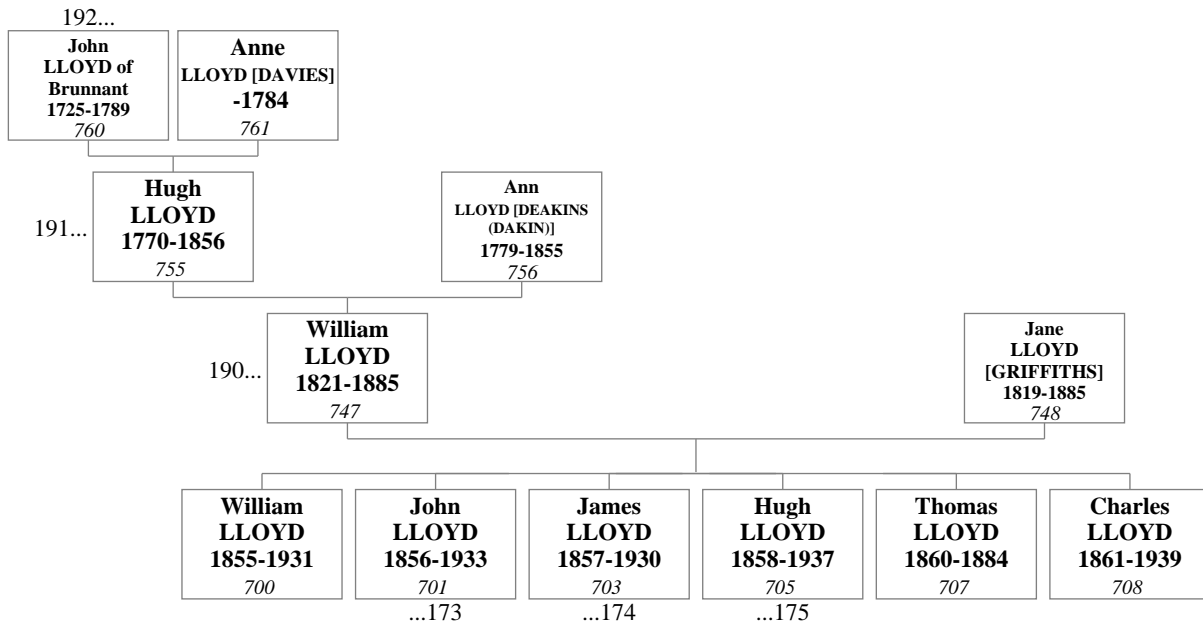 192...
John
LLOYD of
Brunnant
1725-1789
760
Anne
LLOYD [DAVIES]
-1784
761
191...
Hugh
LLOYD
1770-1856
755
Ann
LLOYD [DEAKINS
(DAKIN)]
1779-1855
756
190...
William
LLOYD
1821-1885
747
Jane
LLOYD
[GRIFFITHS]
1819-1885
748
William
LLOYD
1855-1931
700
John
LLOYD
1856-1933
701
...173
James
LLOYD
1857-1930
703
...174
Hugh
LLOYD
1858-1937
705
...175
Thomas
LLOYD
1860-1884
707
Charles
LLOYD
1861-1939
708